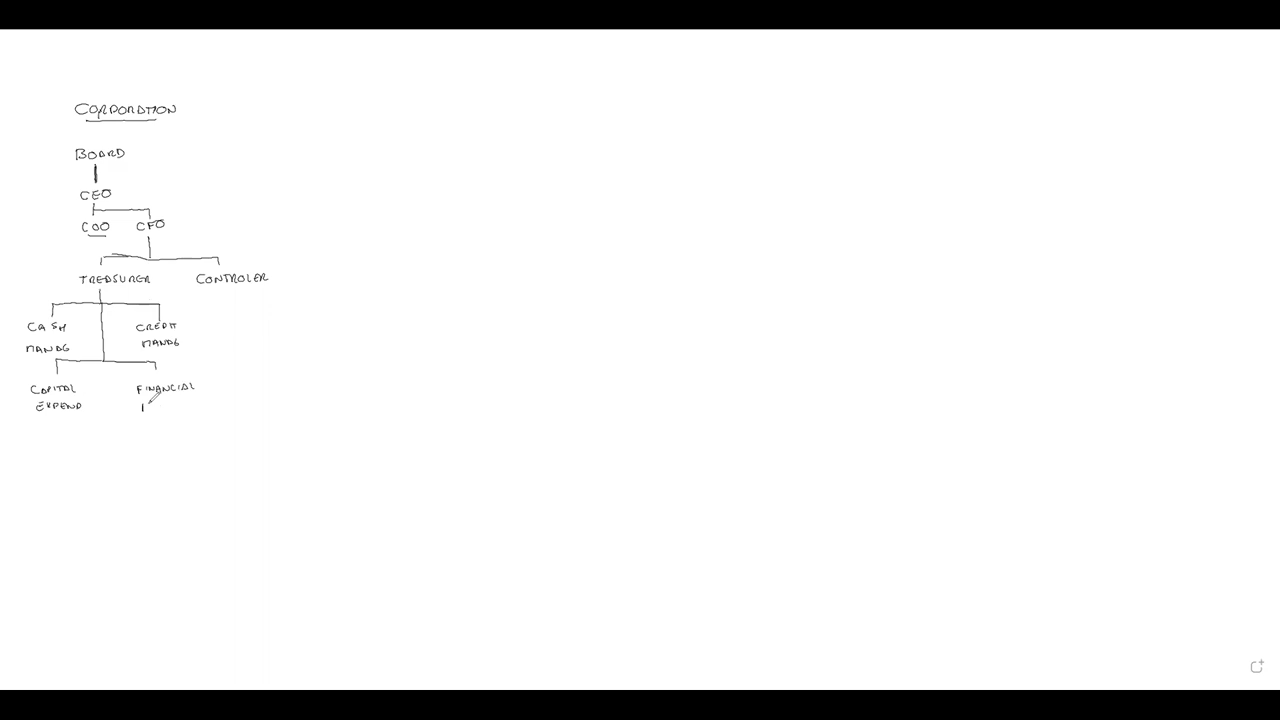 CORPORATION
BOARD
CEO
COO CFO
TREASURER CONTROLER
CASH CREDIT
MANAG MANAG
CAPITAL FINANCIAL
EXPEND